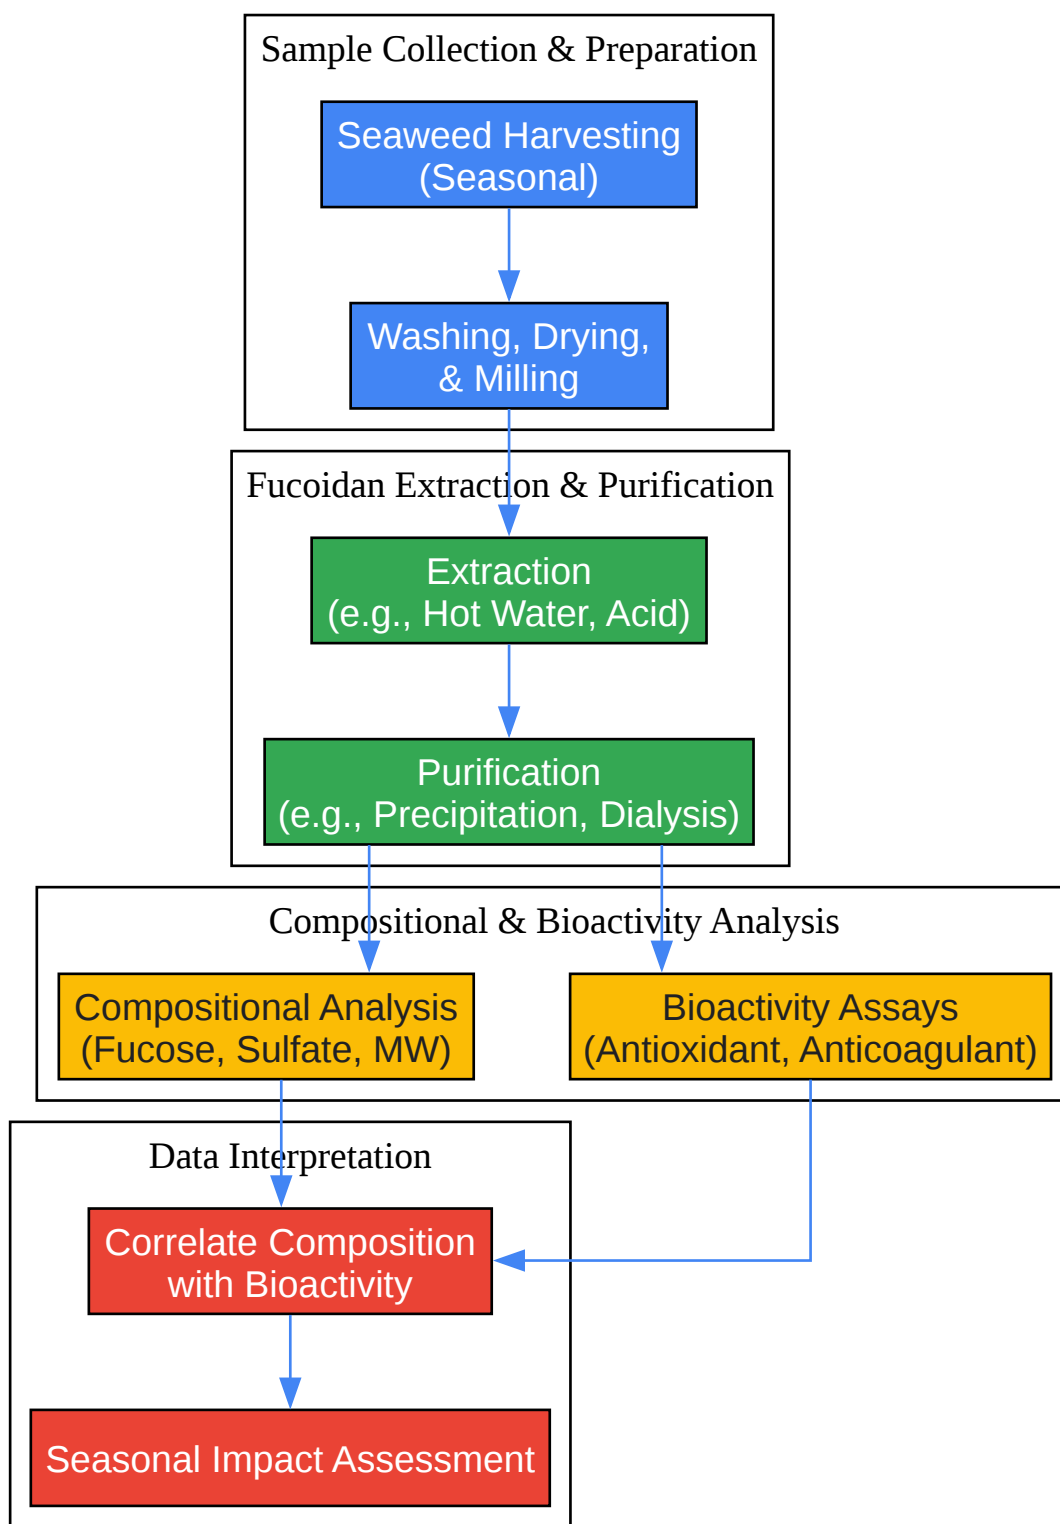 Sample Collection & Preparation
Seaweed Harvesting
(Seasonal)
Washing, Drying,
& Milling
Fucoidan Extraction & Purification
Extraction
(e.g., Hot Water, Acid)
Purification
(e.g., Precipitation, Dialysis)
Compositional & Bioactivity Analysis
Compositional Analysis
(Fucose, Sulfate, MW)
Bioactivity Assays
(Antioxidant, Anticoagulant)
Data Interpretation
Correlate Composition
with Bioactivity
Seasonal Impact Assessment